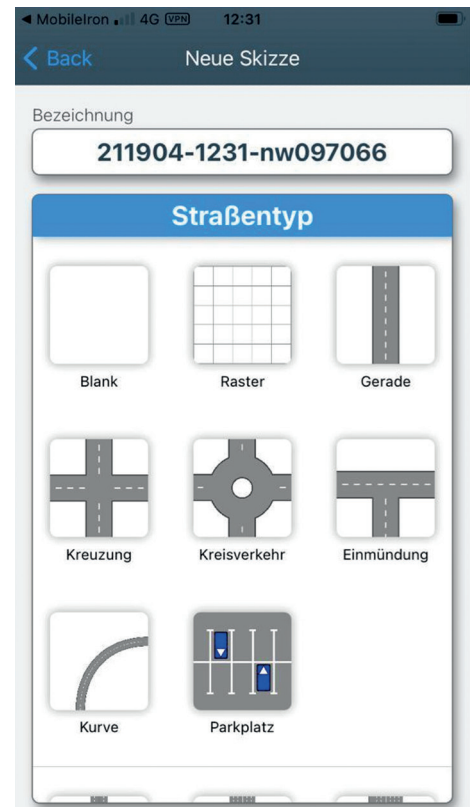 MobileIron 4G VPN 12:31
Back Neue Skizze
Bezeichnung
211904-1231-nw097066
Straßentyp
Blank Raster Gerade
Kreuzung Kreisverkehr Einmündung
Kurve Parkplatz